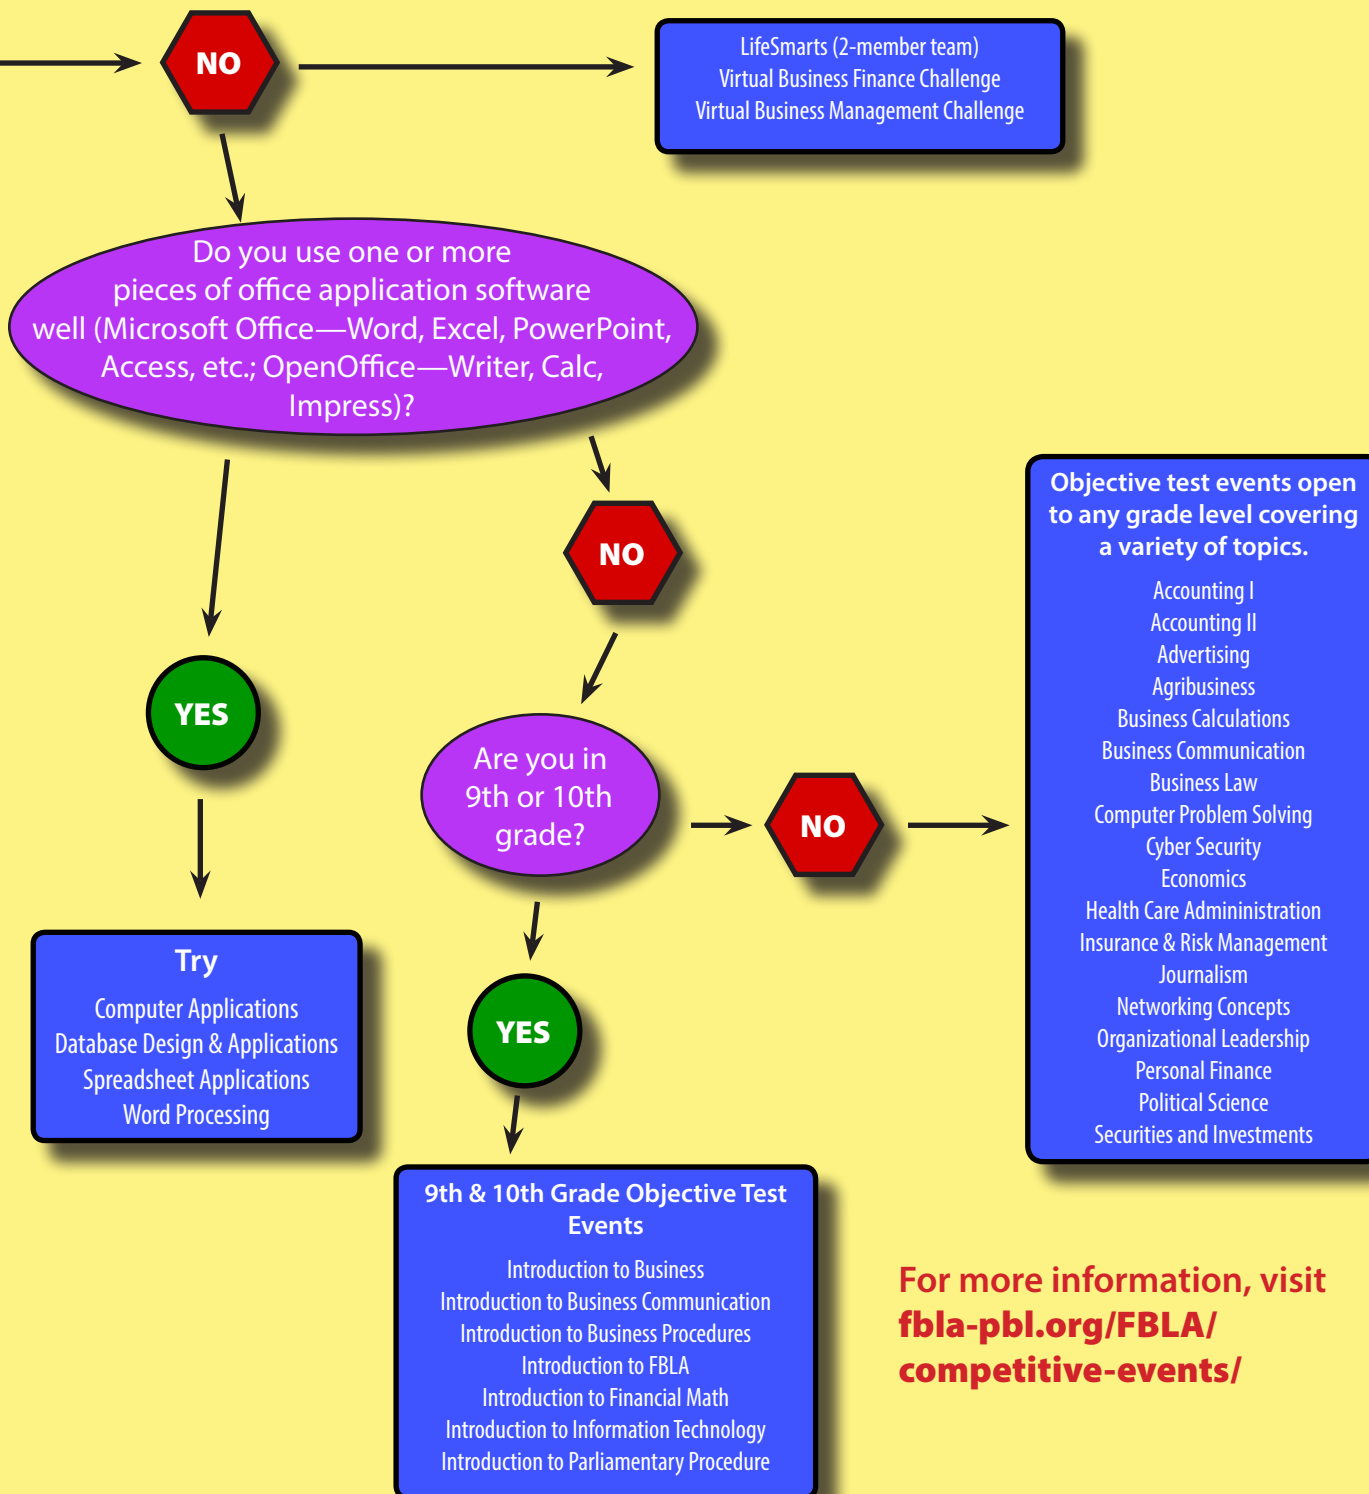 NO
LifeSmarts (2-member team)
Virtual Business Finance Challenge
Virtual Business Management Challenge
Do you use one or more
pieces of office application software
well (Microsoft Office—Word, Excel, PowerPoint,
Access, etc.; OpenOffice—Writer, Calc,
Impress)?
NO
YES
Are you in
9th or 10th
grade?
NO
Objective test events open
to any grade level covering
a variety of topics.
Accounting I
Accounting II
Advertising
Agribusiness
Business Calculations
Business Communication
Business Law
Computer Problem Solving
Cyber Security
Economics
Health Care Admininistration
Insurance & Risk Management
Journalism
Networking Concepts
Organizational Leadership
Personal Finance
Political Science
Securities and Investments
Try
Computer Applications
Database Design & Applications
Spreadsheet Applications
Word Processing
YES
9th & 10th Grade Objective Test
Events
Introduction to Business
Introduction to Business Communication
Introduction to Business Procedures
Introduction to FBLA
Introduction to Financial Math
Introduction to Information Technology
Introduction to Parliamentary Procedure
For more information, visit
fbla-pbl.org/FBLA/
competitive-events/